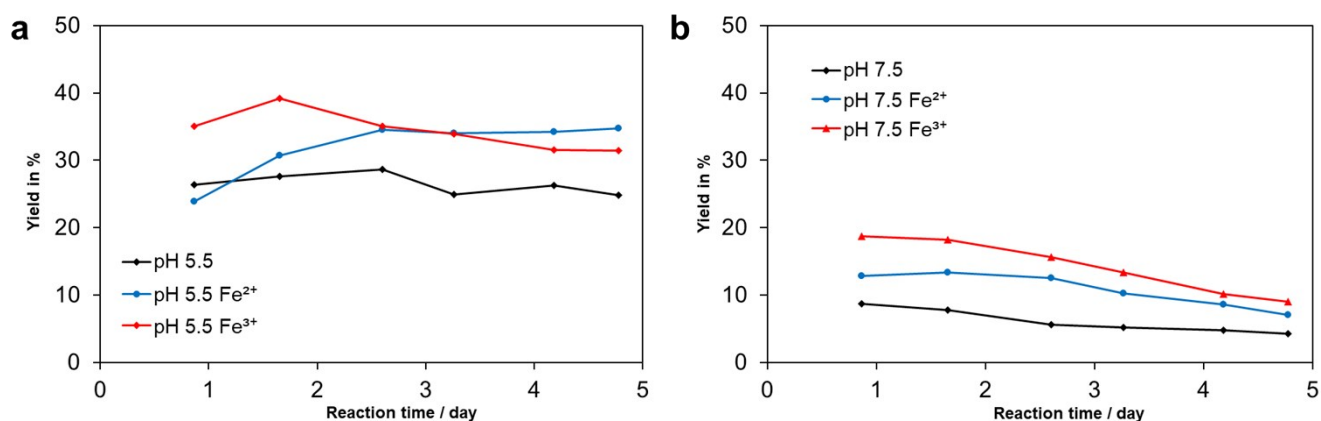 a
50
40
30
20
10
0
Yield in %
pH 5.5
pH 5.5 Fe²⁺
pH 5.5 Fe³⁺
0 1 2 3 4 5
Reaction time / day
b
50
40
30
20
10
0
Yield in %
pH 7.5
pH 7.5 Fe²⁺
pH 7.5 Fe³⁺
0 1 2 3 4 5
Reaction time / day